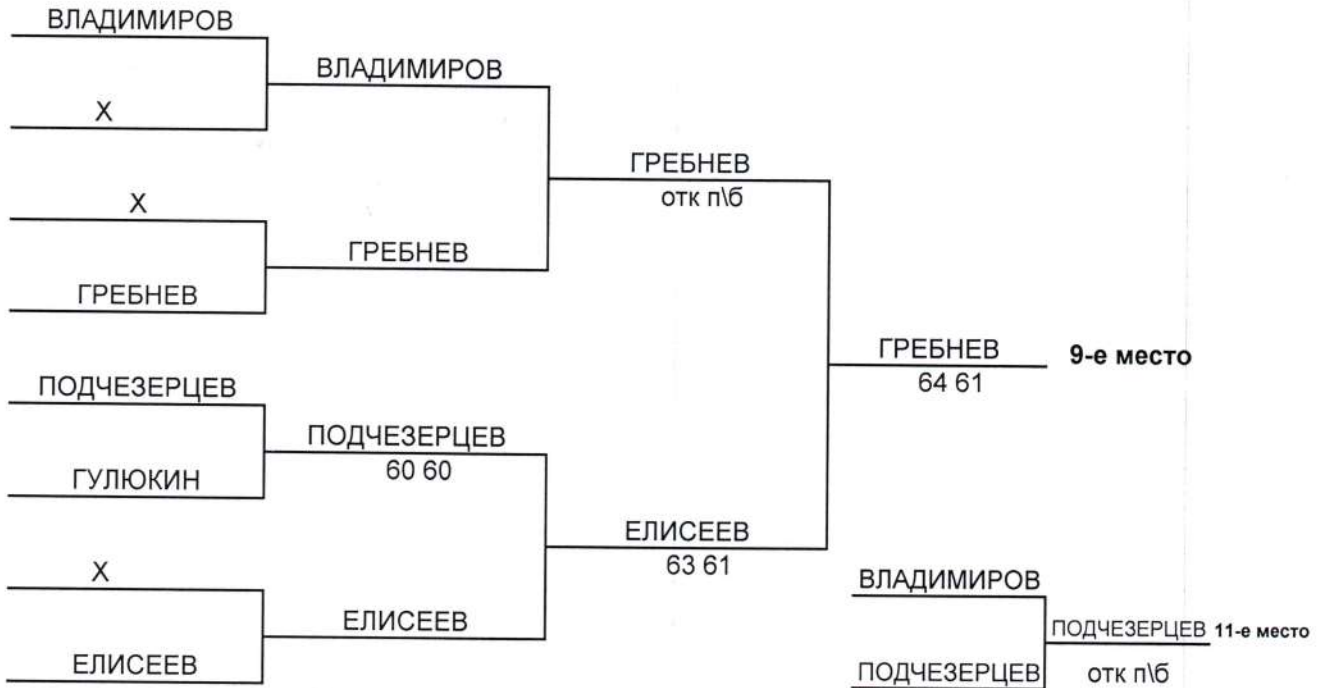 ВЛАДИМИРОВ
ВЛАДИМИРОВ
Х
ГРЕБНЕВ
отк п\б
Х
ГРЕБНЕВ
ГРЕБНЕВ
ГРЕБНЕВ 9-е место
64 61
ПОДЧЕЗЕРЦЕВ
ПОДЧЕЗЕРЦЕВ
60 60
ГУЛЮКИН
ЕЛИСЕЕВ
63 61
Х
ЕЛИСЕЕВ
ЕЛИСЕЕВ
ВЛАДИМИРОВ
ПОДЧЕЗЕРЦЕВ 11-е место
ПОДЧЕЗЕРЦЕВ
отк п\б